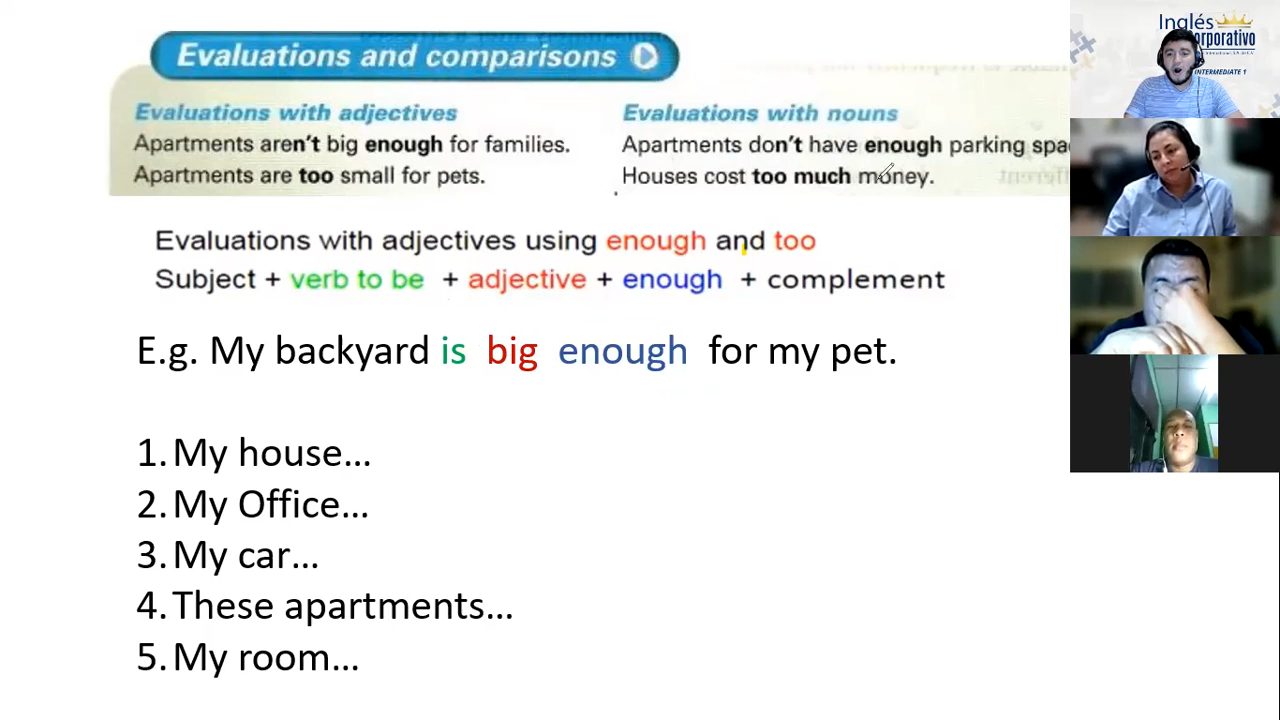 Evaluations and comparisons
Evaluations with adjectives
Apartments aren't big enough for families.
Apartments are too small for pets.
Evaluations with nouns
Apartments don't have enough parking spa
Houses cost too much money.
Evaluations with adjectives using enough and too
Subject + verb to be + adjective + enough + complement
E.g. My backyard is big enough for my pet.
1. My house...
2. My Office...
3. My car...
4. These apartments...
5. My room...
Inglés
orporativo
INTERMEDIATE 1